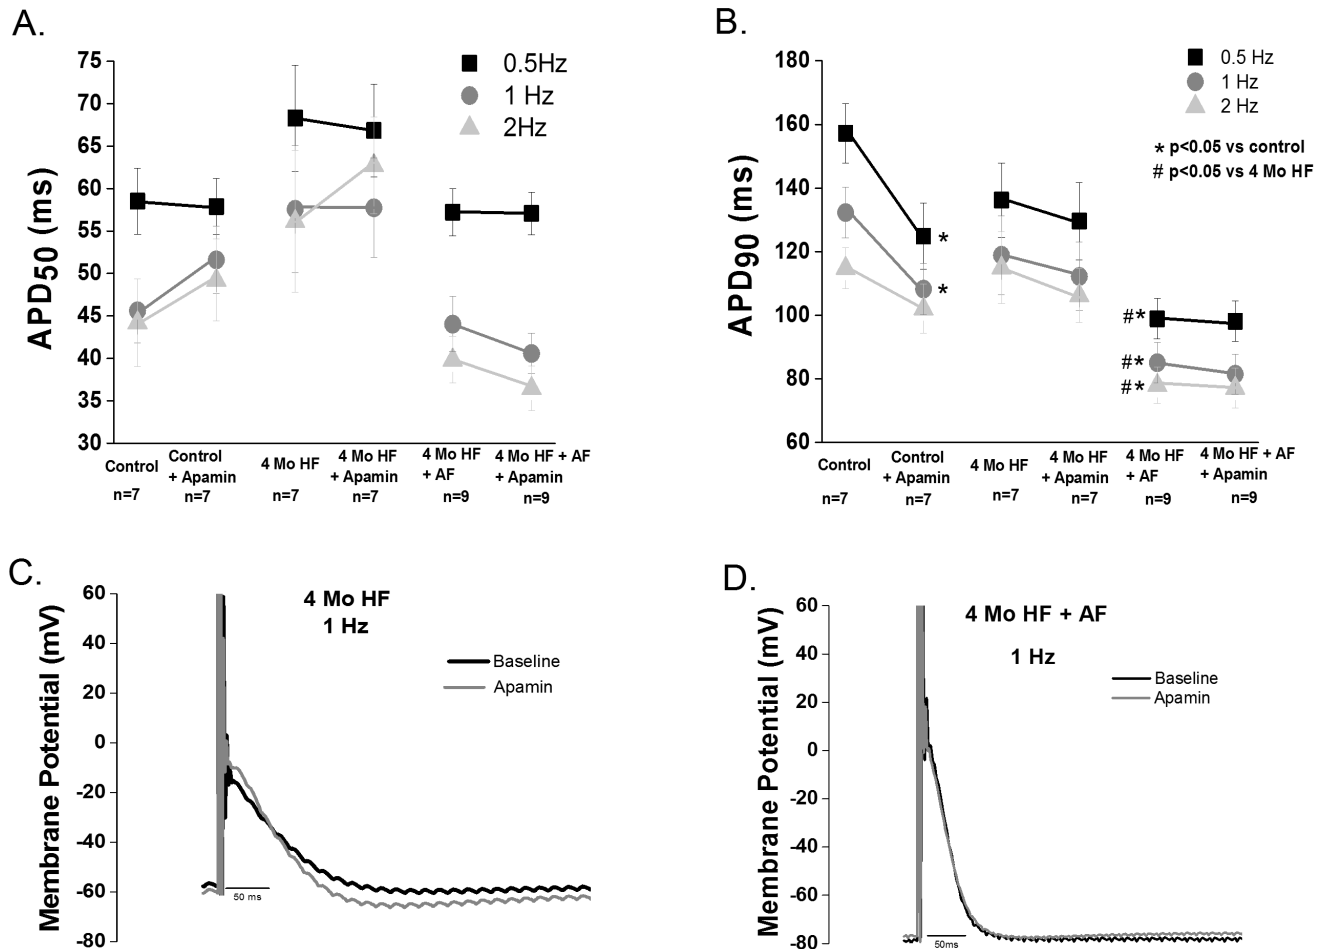 A.
75
70
65
60
55
50
45
40
35
30
APD50 (ms)
0.5Hz
1 Hz
2Hz
Control
n=7
Control
+ Apamin
n=7
4 Mo HF
n=7
4 Mo HF
+ Apamin
n=7
4 Mo HF
+ AF
n=9
4 Mo HF + AF
+ Apamin
n=9
B.
180
160
140
120
100
80
60
APD90 (ms)
0.5 Hz
1 Hz
2 Hz
* p<0.05 vs control
# p<0.05 vs 4 Mo HF
*
*
#*
#*
#*
Control
n=7
Control
+ Apamin
n=7
4 Mo HF
n=7
4 Mo HF
+ Apamin
n=7
4 Mo HF
+ AF
n=9
4 Mo HF + AF
+ Apamin
n=9
C.
60
40
20
0
-20
-40
-60
-80
Membrane Potential (mV)
4 Mo HF
1 Hz
Baseline
Apamin
50 ms
D.
60
40
20
0
-20
-40
-60
-80
Membrane Potential (mV)
4 Mo HF + AF
1 Hz
Baseline
Apamin
50ms